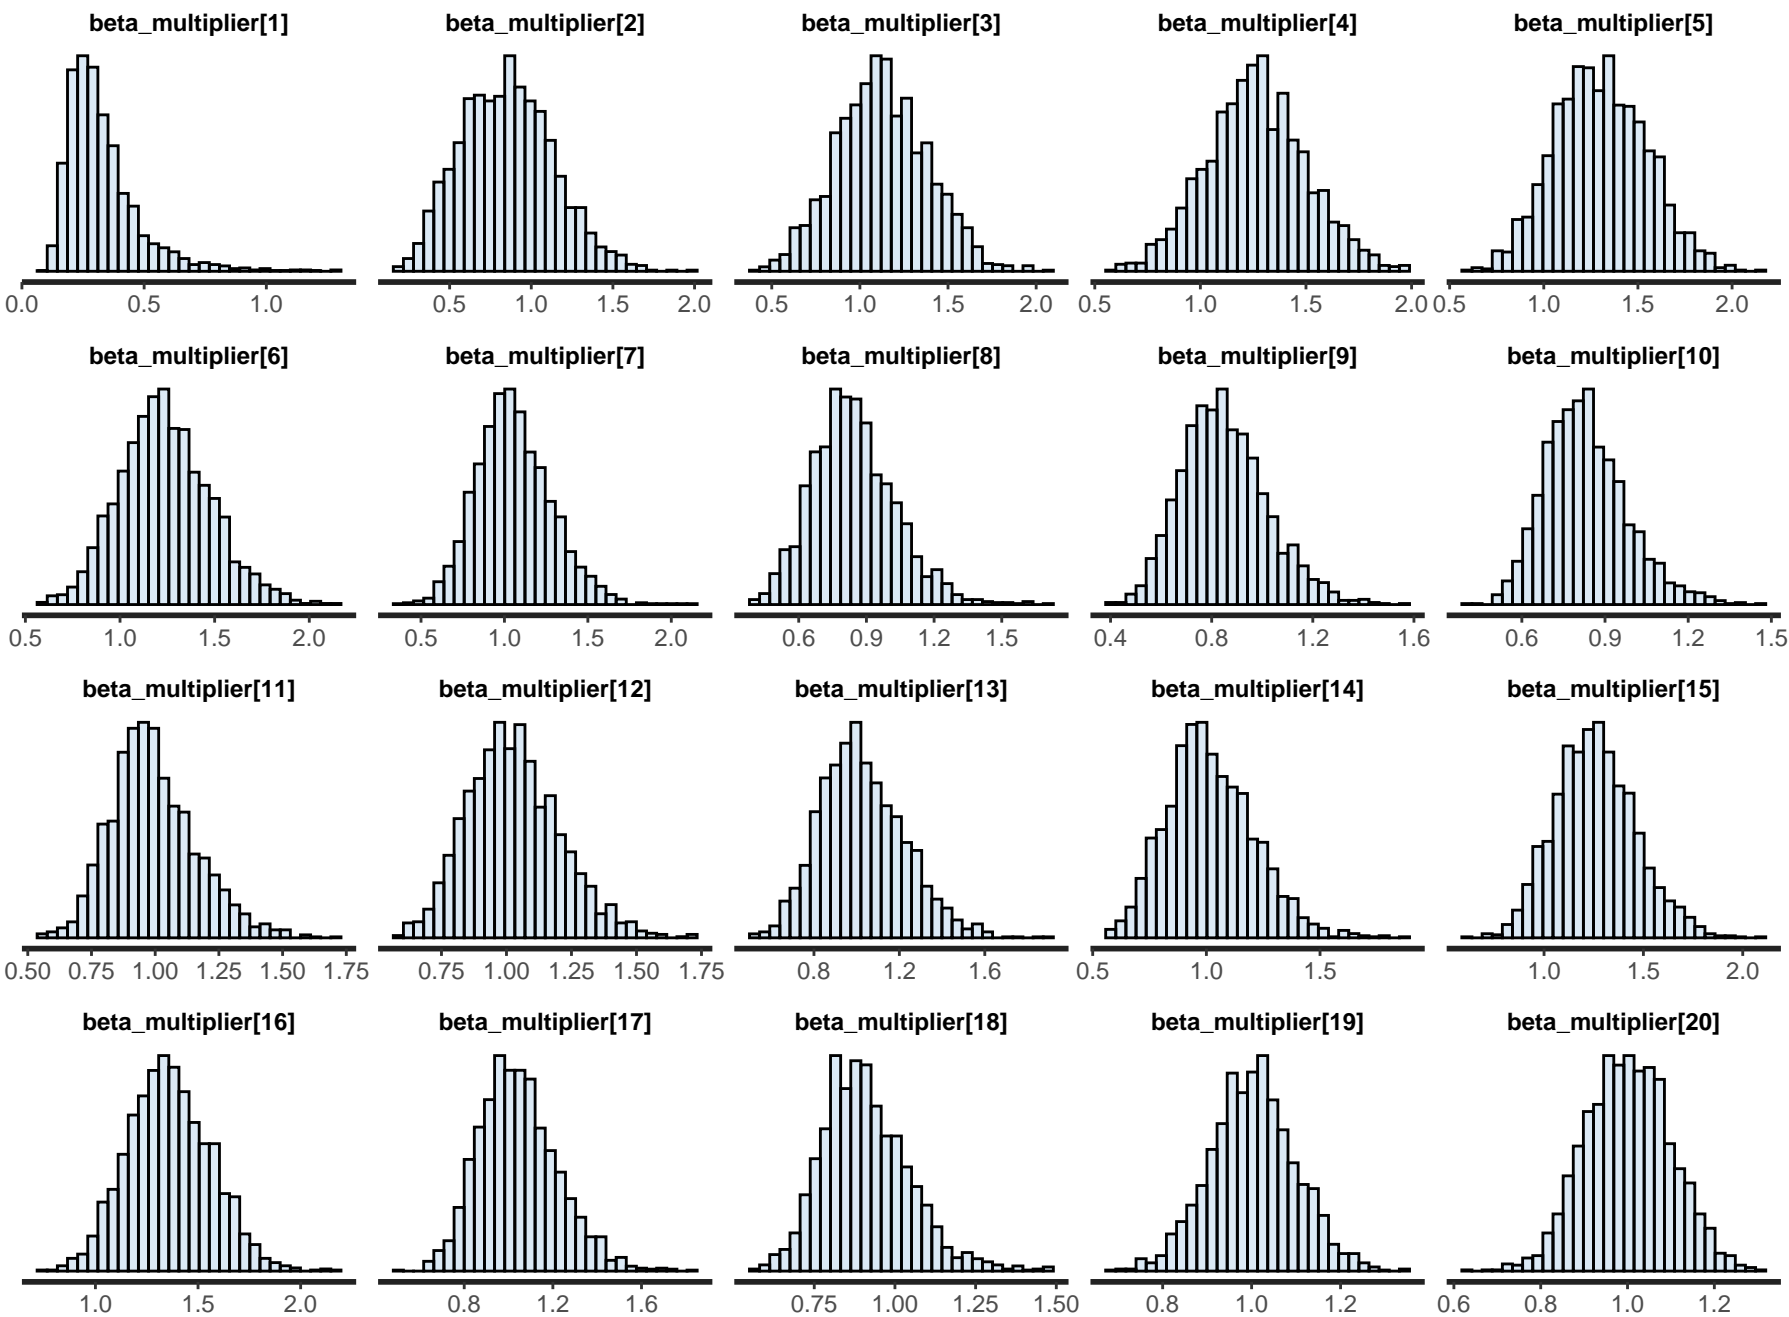 beta_multiplier[1] beta_multiplier[2] beta_multiplier[3] beta_multiplier[4] beta_multiplier[5]
0.0 0.5 1.0 0.5 1.0 1.5 2.0 0.5 1.0 1.5 2.0 0.5 1.0 1.5 2.0 0.5 1.0 1.5 2.0
beta_multiplier[6] beta_multiplier[7] beta_multiplier[8] beta_multiplier[9] beta_multiplier[10]
0.5 1.0 1.5 2.0 0.5 1.0 1.5 2.0 0.6 0.9 1.2 1.5 0.4 0.8 1.2 1.6 0.6 0.9 1.2 1.5
beta_multiplier[11] beta_multiplier[12] beta_multiplier[13] beta_multiplier[14] beta_multiplier[15]
0.50 0.75 1.00 1.25 1.50 1.75 0.75 1.00 1.25 1.50 1.75 0.8 1.2 1.6 0.5 1.0 1.5 1.0 1.5 2.0
beta_multiplier[16] beta_multiplier[17] beta_multiplier[18] beta_multiplier[19] beta_multiplier[20]
1.0 1.5 2.0 0.8 1.2 1.6 0.75 1.00 1.25 1.50 0.8 1.0 1.2 0.6 0.8 1.0 1.2